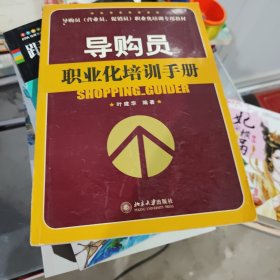 导购员（营业员、促销员）职业化培训专用教材
导购员
职业化培训手册
SHOPPING GUIDER
叶建华 编著
北京大学出版社